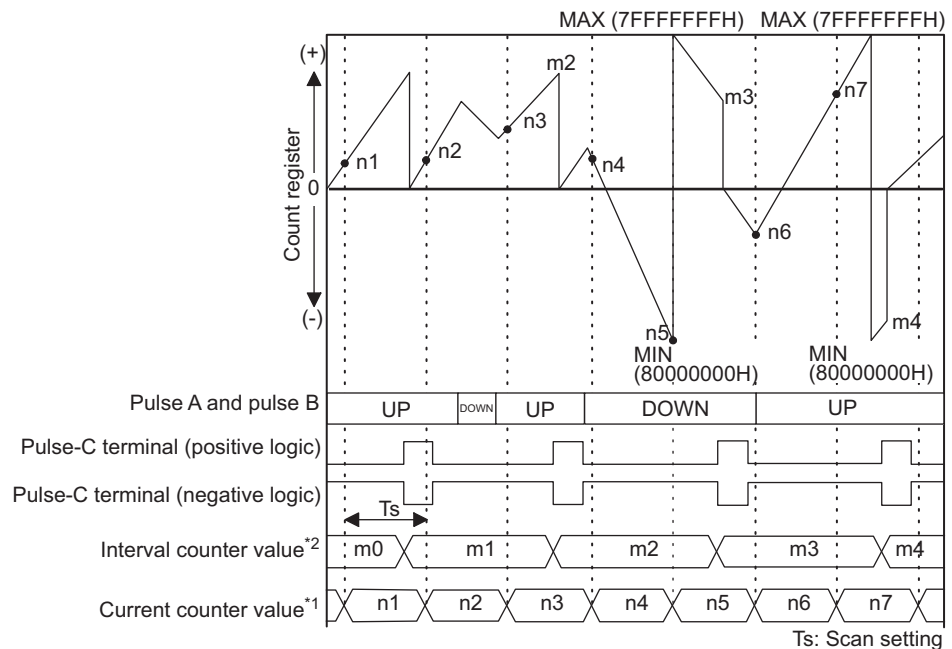 MAX (7FFFFFFFH) MAX (7FFFFFFFH)
(+)
m2
m3
n7
n3
n1
n2
n4
0
Count register
n6
(-)
n5
m4
MIN
(80000000H)
MIN
(80000000H)
Pulse A and pulse B UP DOWN UP DOWN UP
Pulse-C terminal (positive logic)
Pulse-C terminal (negative logic)
Ts
Interval counter value*2 m0 m1 m2 m3 m4
Current counter value*1 n1 n2 n3 n4 n5 n6 n7
Ts: Scan setting